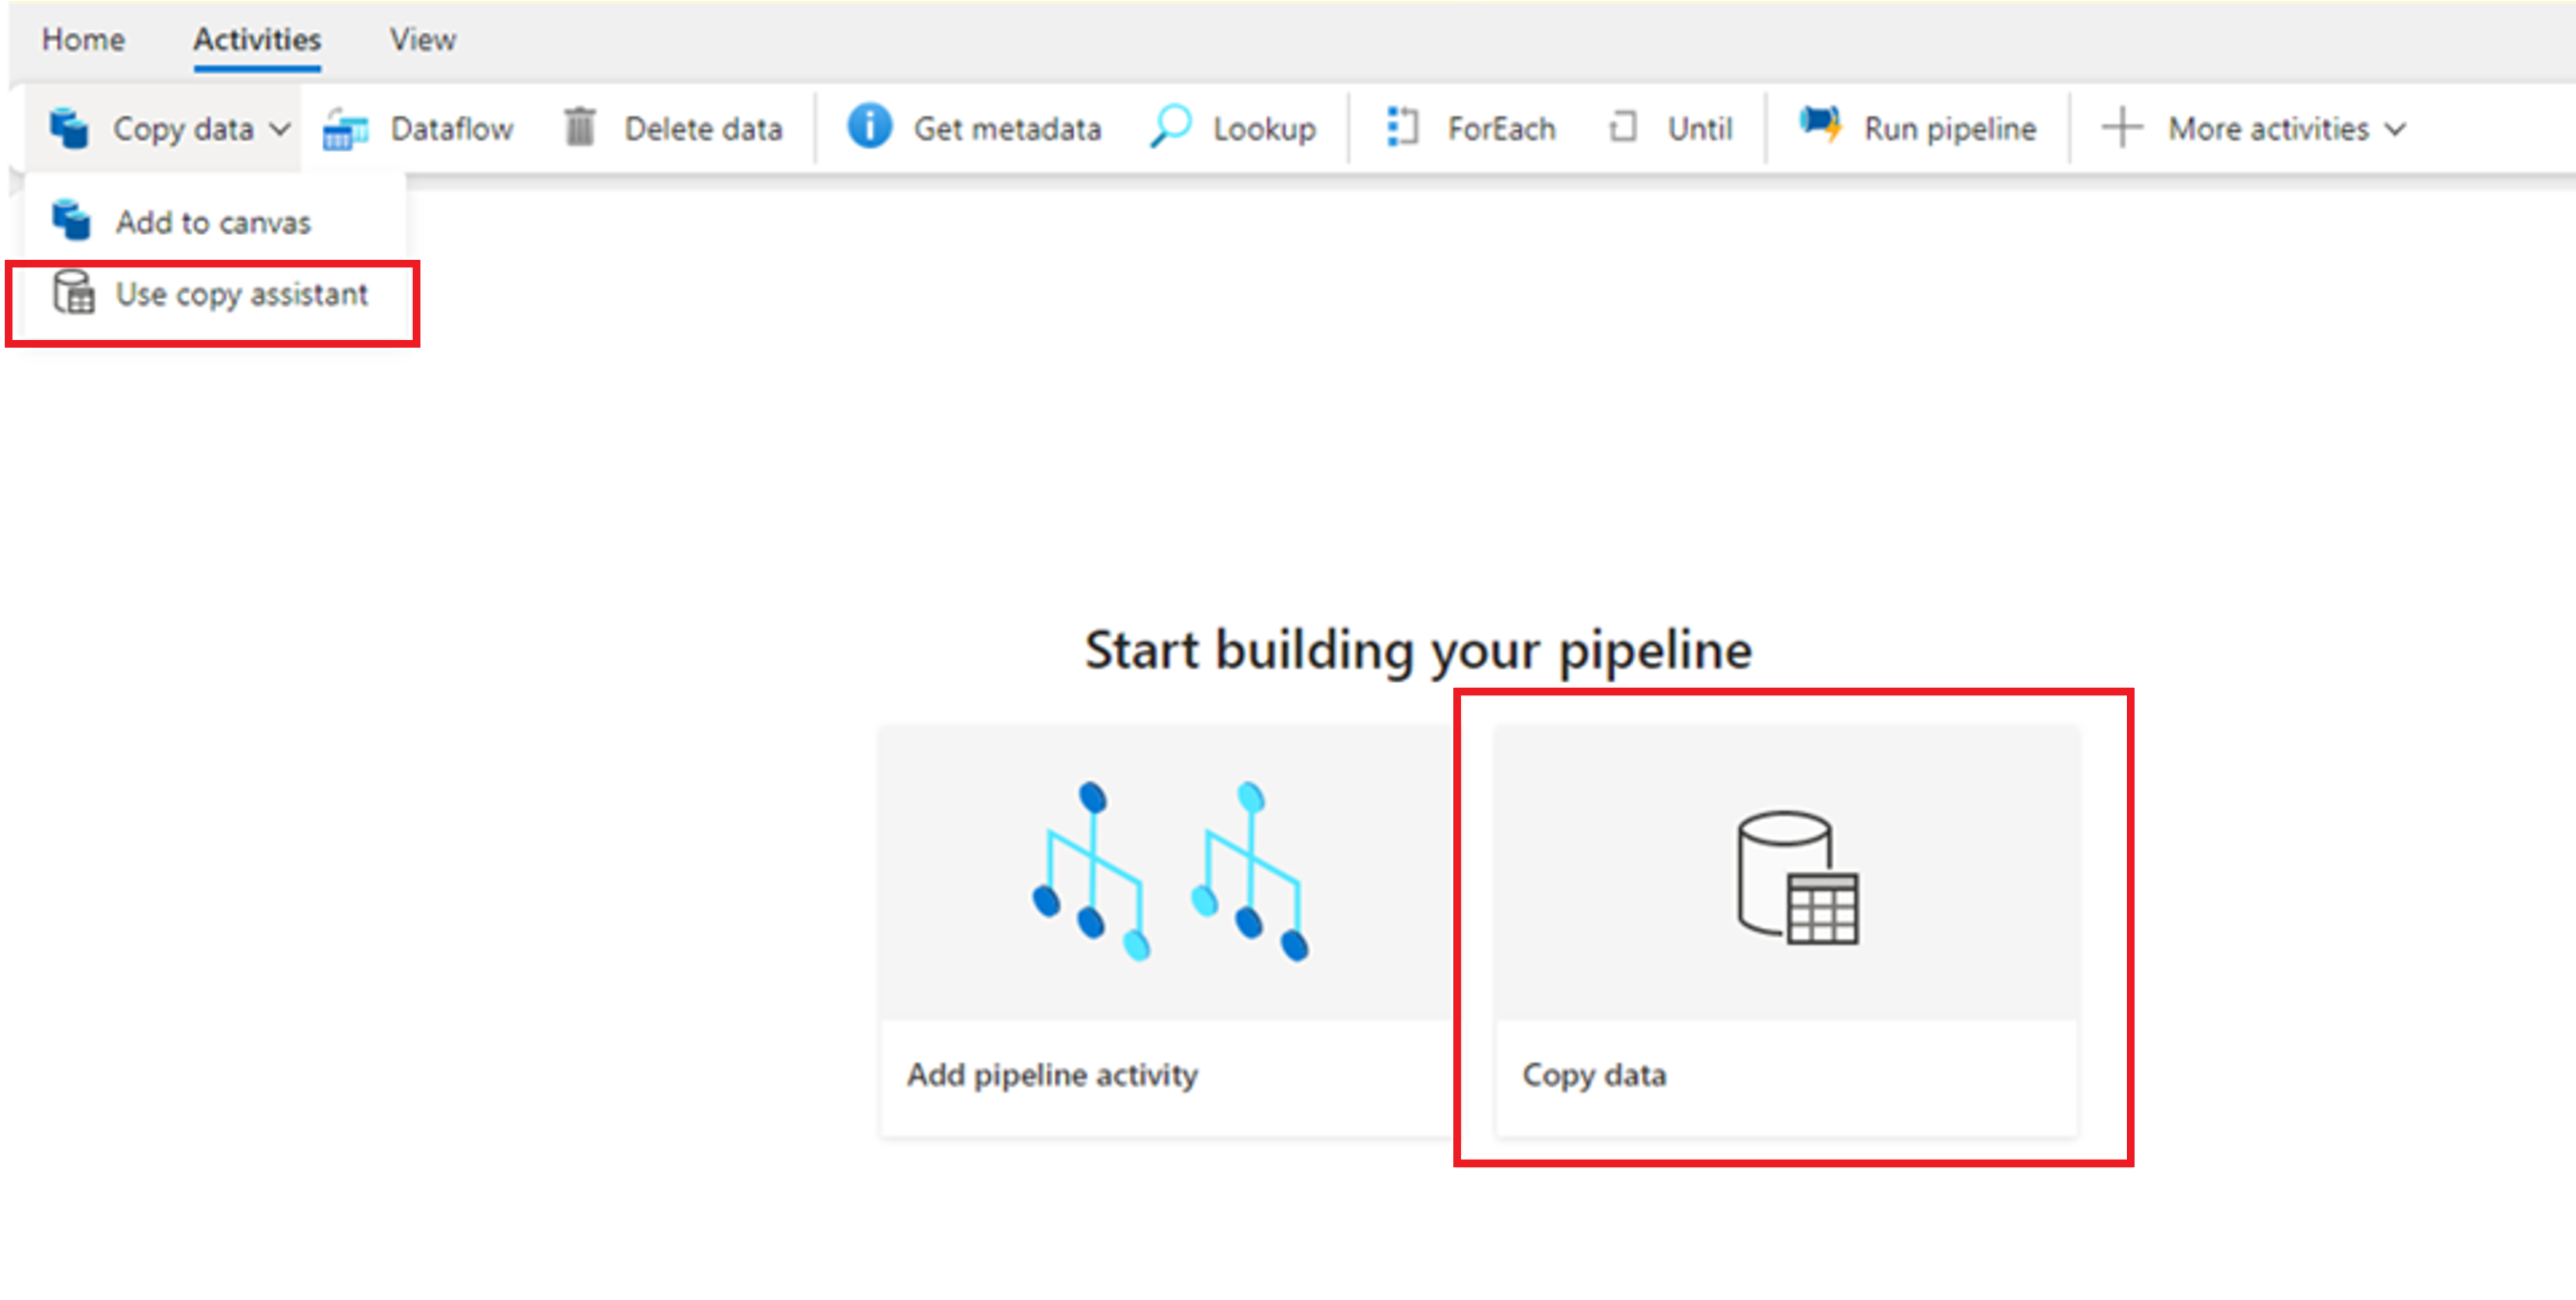 Home Activities View
Copy data Dataflow Delete data Get metadata Lookup ForEach Until Run pipeline More activities
Add to canvas
Use copy assistant
Start building your pipeline
Add pipeline activity Copy data